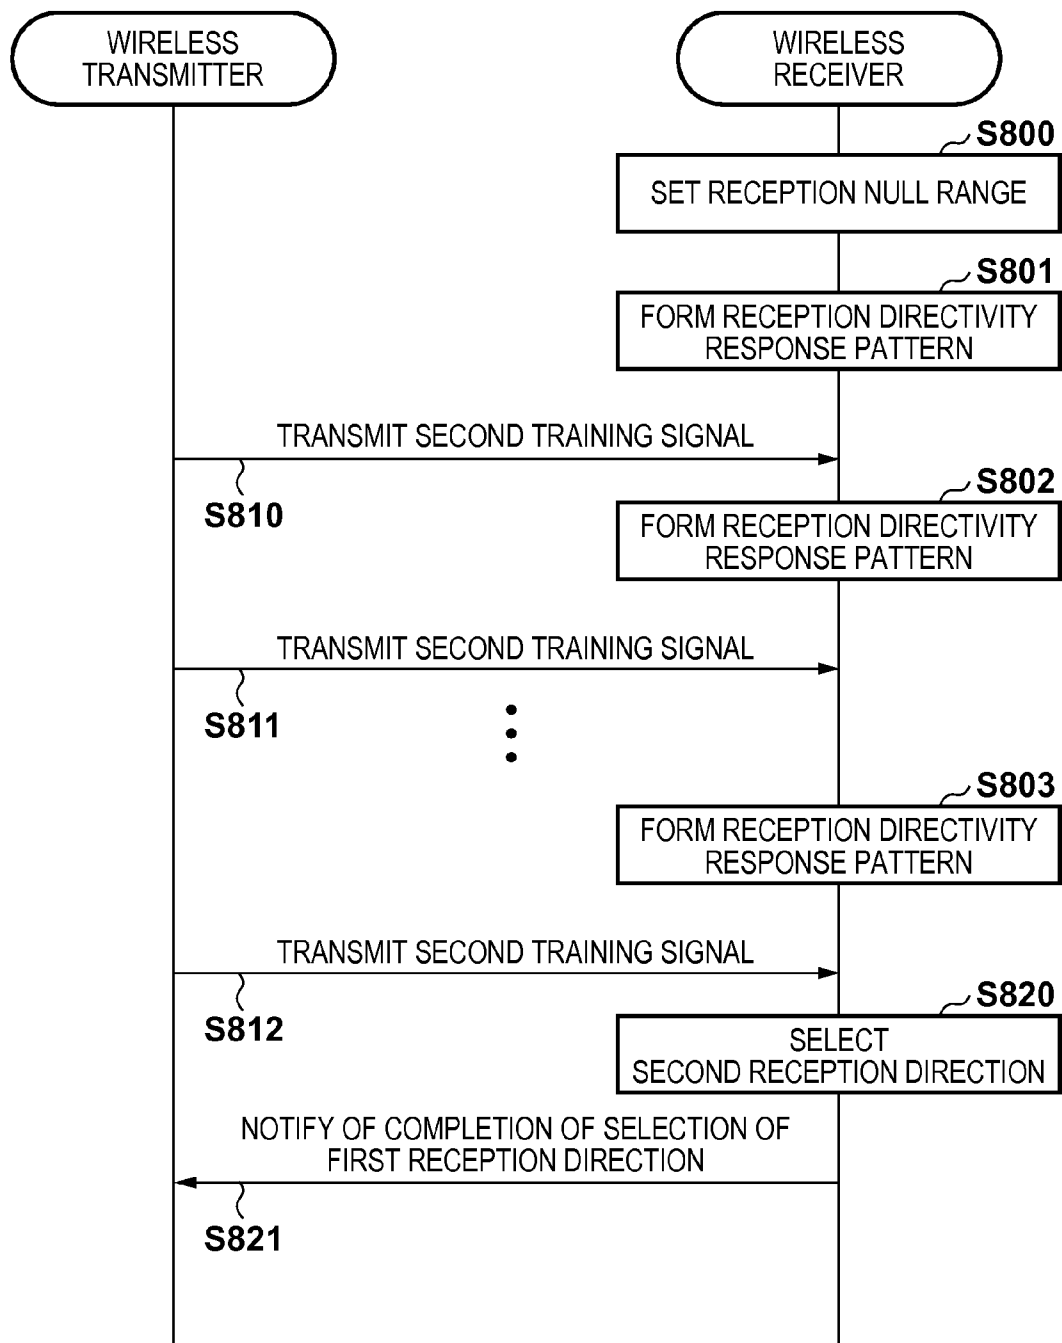 WIRELESS
TRANSMITTER
WIRELESS
RECEIVER
S800
SET RECEPTION NULL RANGE
S801
FORM RECEPTION DIRECTIVITY
RESPONSE PATTERN
TRANSMIT SECOND TRAINING SIGNAL
S810
S802
FORM RECEPTION DIRECTIVITY
RESPONSE PATTERN
TRANSMIT SECOND TRAINING SIGNAL
S811
S803
FORM RECEPTION DIRECTIVITY
RESPONSE PATTERN
TRANSMIT SECOND TRAINING SIGNAL
S812
S820
SELECT
SECOND RECEPTION DIRECTION
NOTIFY OF COMPLETION OF SELECTION OF
FIRST RECEPTION DIRECTION
S821